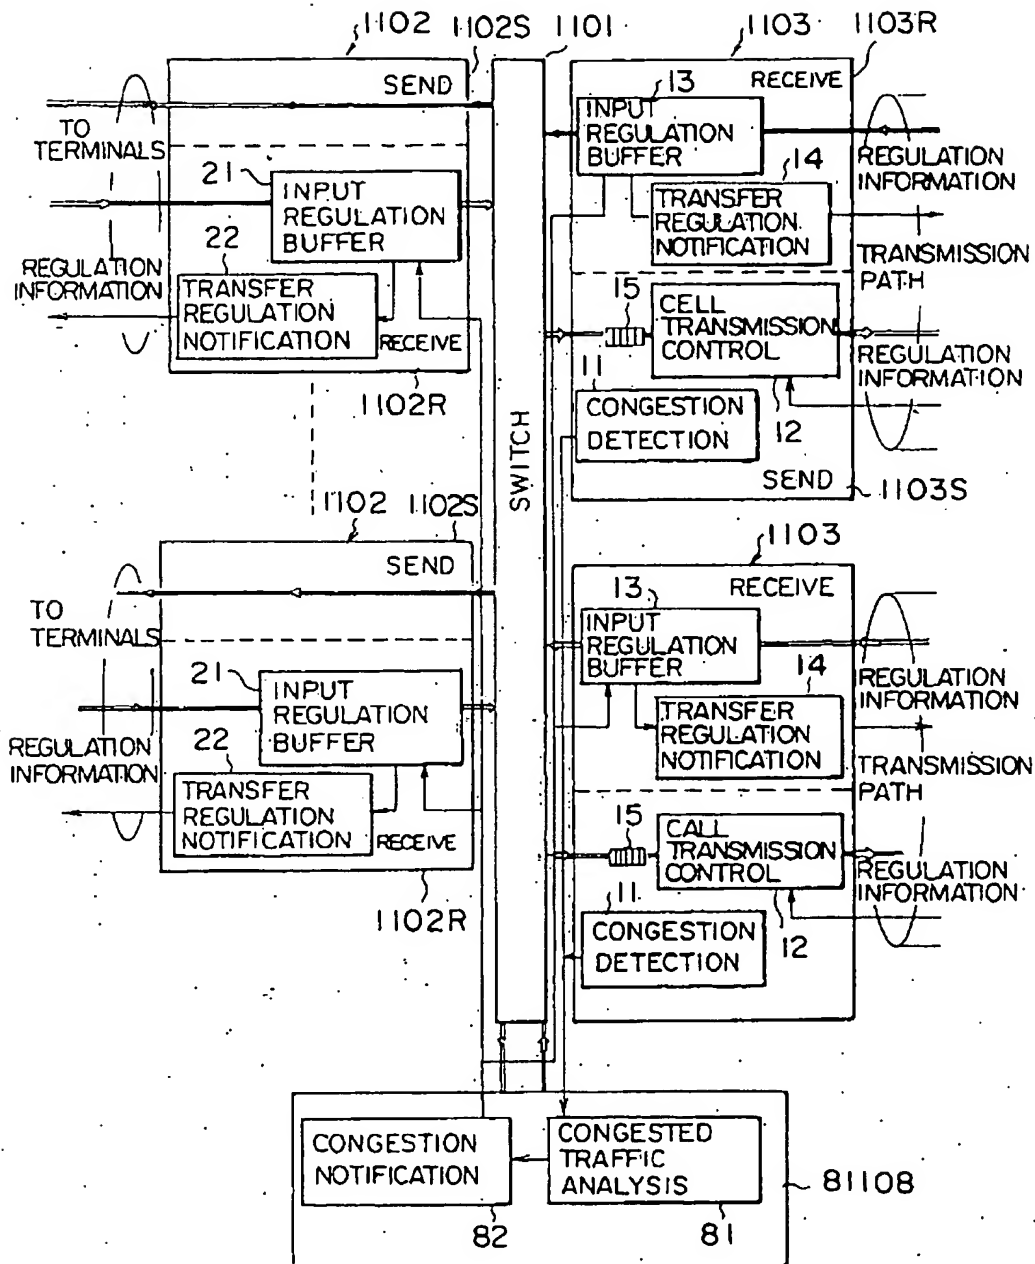 1102
1102S
1101
1103
1103R
SEND
RECEIVE
13
INPUT
REGULATION
BUFFER
TO
TERMINALS
REGULATION
INFORMATION
21
INPUT
REGULATION
BUFFER
14
TRANSFER
REGULATION
NOTIFICATION
22
REGULATION
INFORMATION
TRANSFER
REGULATION
NOTIFICATION
RECEIVE
TRANSMISSION
PATH
15
CELL
TRANSMISSION
CONTROL
REGULATION
INFORMATION
1102R
11
CONGESTION
DETECTION
12
SEND
1103S
SWITCH
1102
1102S
SEND
1103
RECEIVE
13
INPUT
REGULATION
BUFFER
TO
TERMINALS
21
INPUT
REGULATION
BUFFER
14
REGULATION
INFORMATION
TRANSFER
REGULATION
NOTIFICATION
REGULATION
INFORMATION
22
TRANSFER
REGULATION
NOTIFICATION
RECEIVE
TRANSMISSION
PATH
15
CALL
TRANSMISSION
CONTROL
REGULATION
INFORMATION
1102R
11
CONGESTION
DETECTION
12
CONGESTION
NOTIFICATION
CONGESTED
TRAFFIC
ANALYSIS
81108
82
81